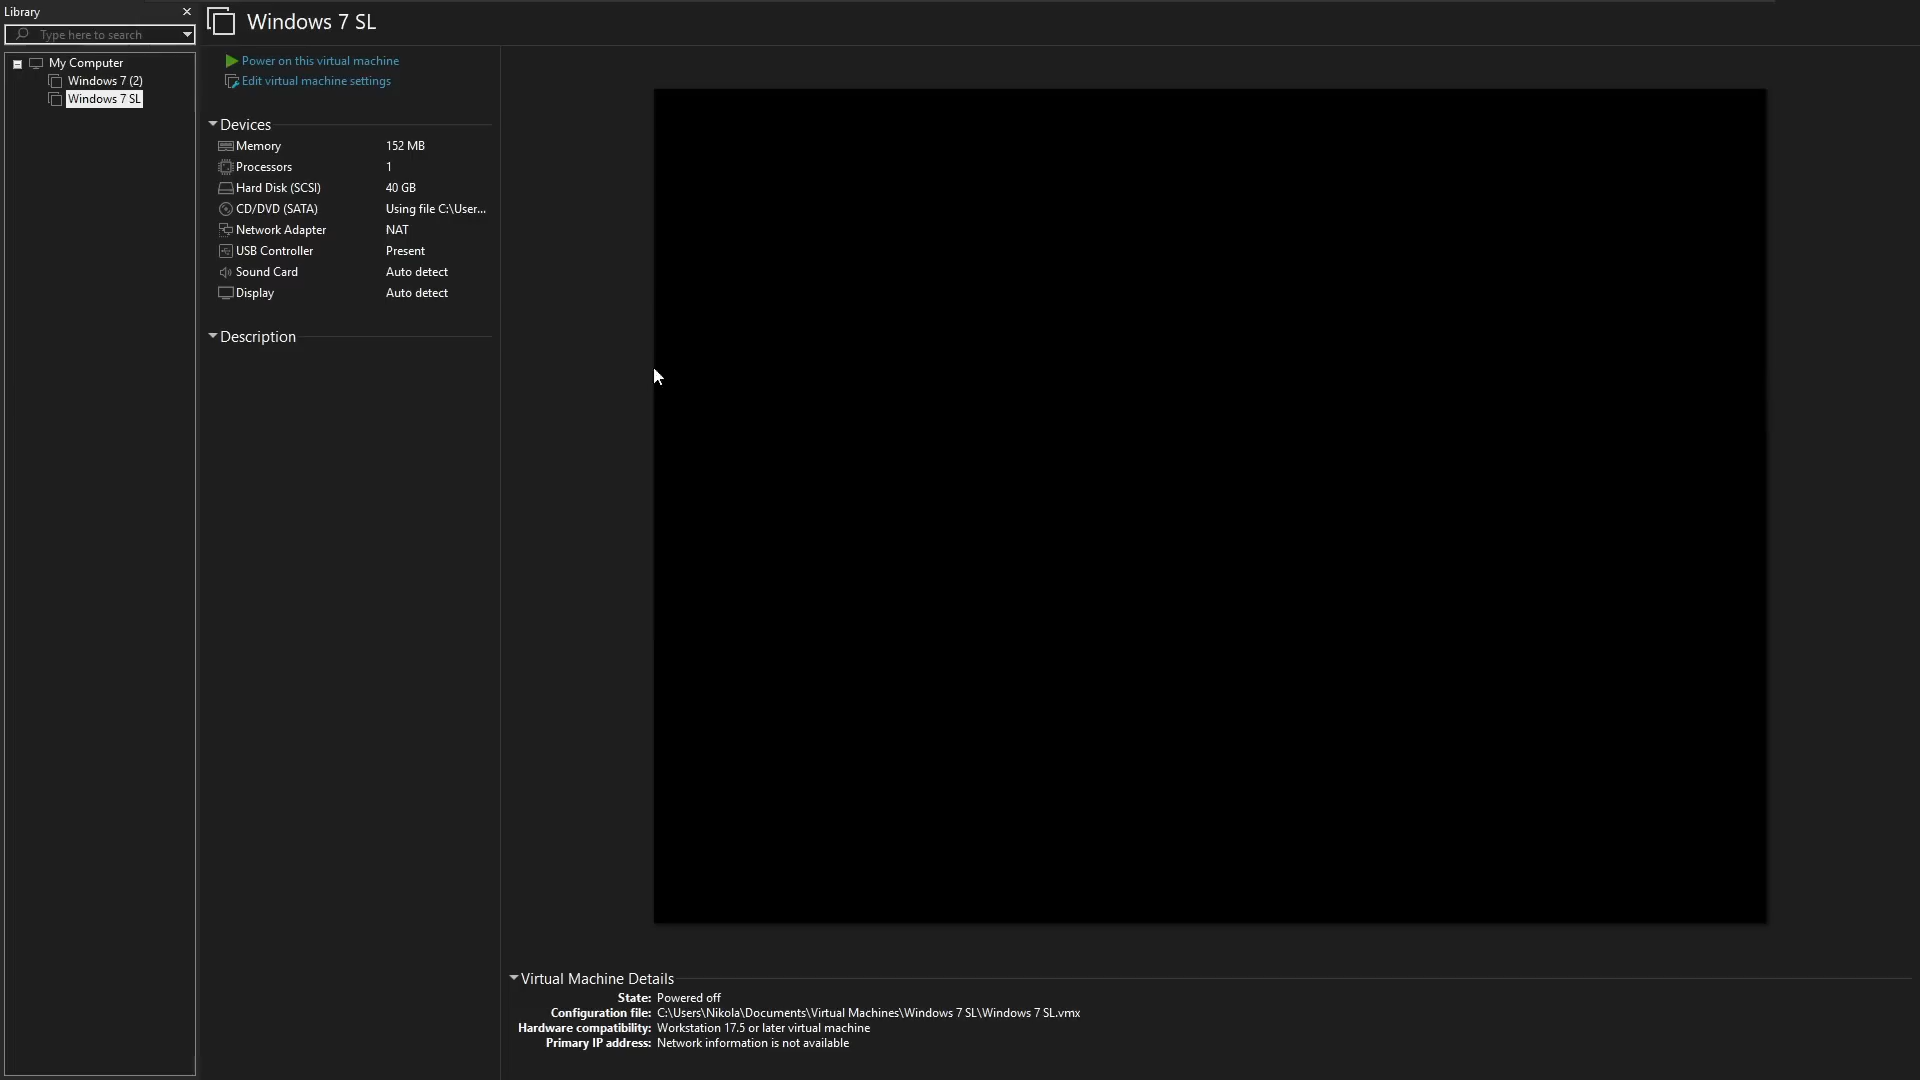 Library
Type here to search
My Computer
Windows 7 (2)
Windows 7 SL
Windows 7 SL
Power on this virtual machine
Edit virtual machine settings
Devices
Memory 152 MB
Processors 1
Hard Disk (SCSI) 40 GB
CD/DVD (SATA) Using file C:\User...
Network Adapter NAT
USB Controller Present
Sound Card Auto detect
Display Auto detect
Description
Virtual Machine Details
State: Powered off
Configuration file: C:\Users\Nikola\Documents\Virtual Machines\Windows 7 SL\Windows 7 SL.vmx
Hardware compatibility: Workstation 17.5 or later virtual machine
Primary IP address: Network information is not available